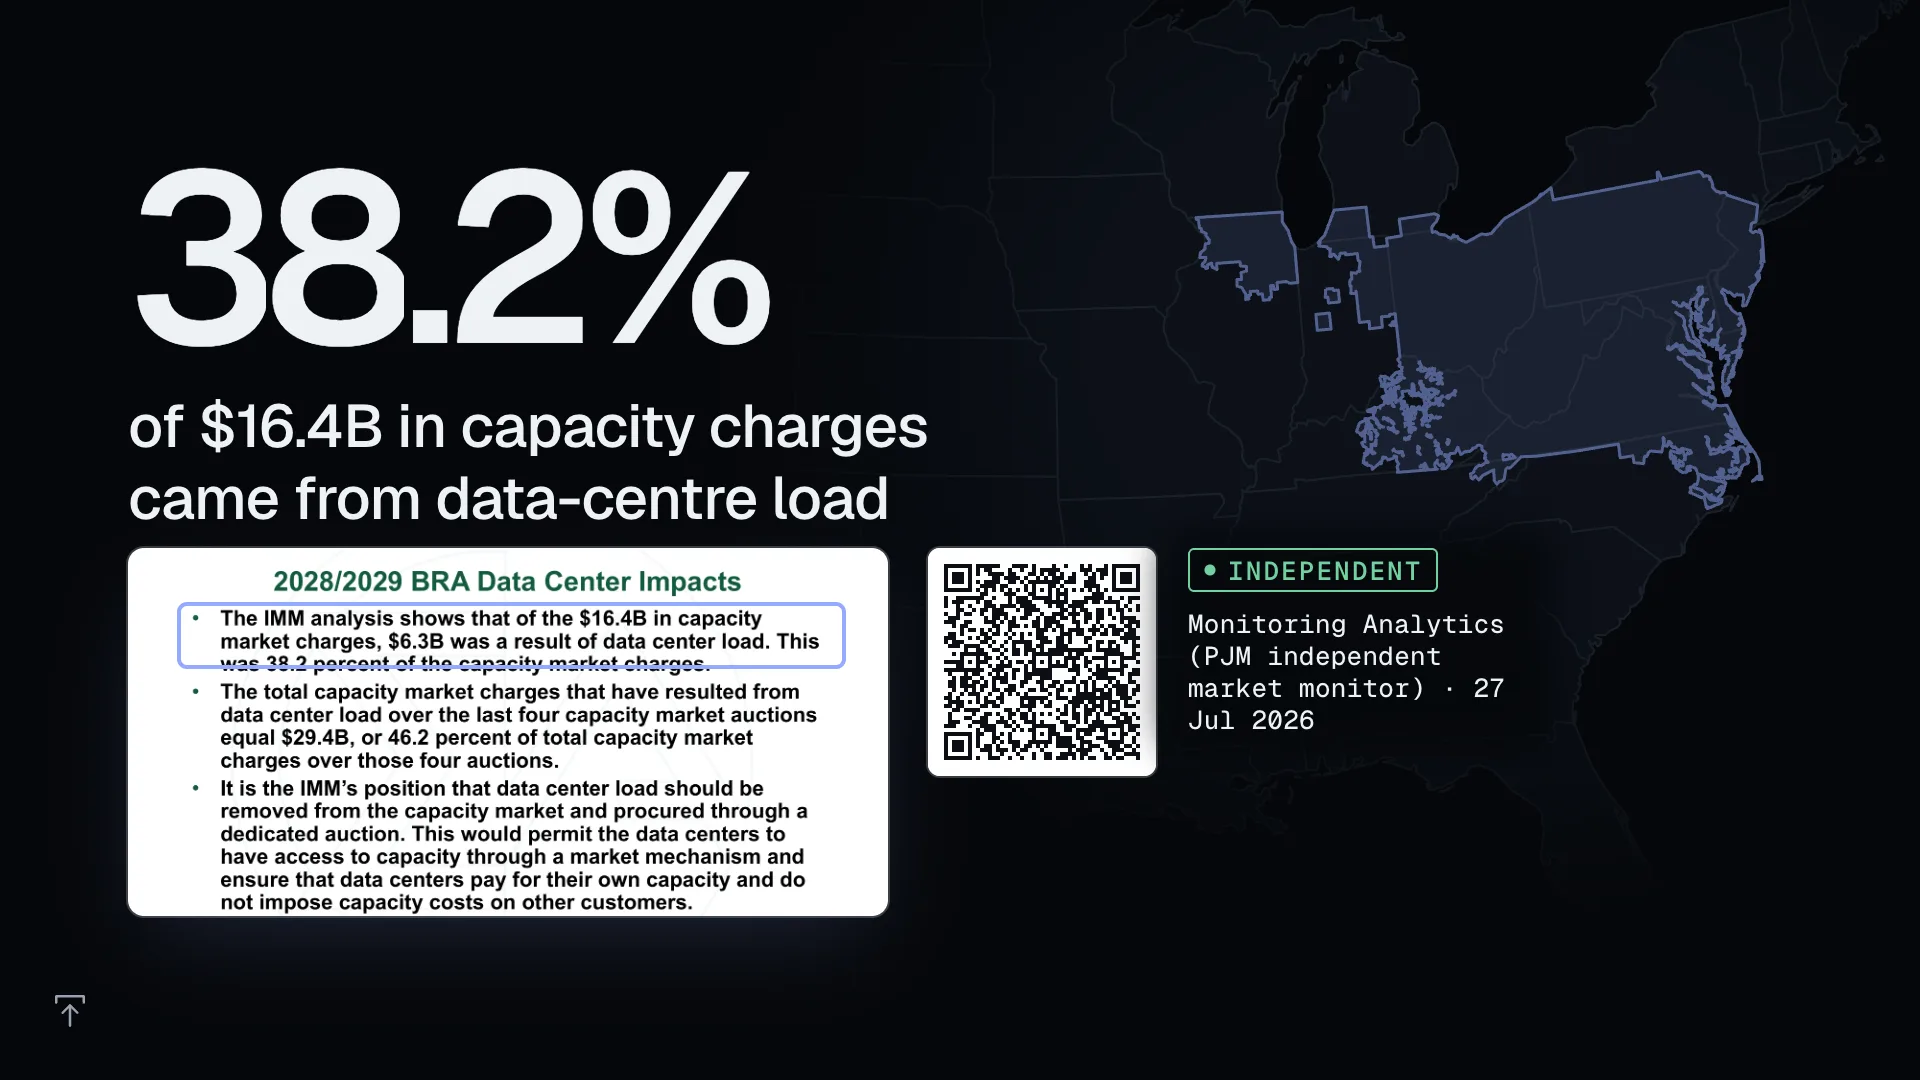 38.2%
of $16.4B in capacity charges
came from data-centre load
2028/2029 BRA Data Center Impacts
• The IMM analysis shows that of the $16.4B in capacity
market charges, $6.3B was a result of data center load. This
was 38.2 percent of the capacity market charges.
• The total capacity market charges that have resulted from
data center load over the last four capacity market auctions
equal $29.4B, or 46.2 percent of total capacity market
charges over those four auctions.
• It is the IMM’s position that data center load should be
removed from the capacity market and procured through a
dedicated auction. This would permit the data centers to
have access to capacity through a market mechanism and
ensure that data centers pay for their own capacity and do
not impose capacity costs on other customers.
• INDEPENDENT
Monitoring Analytics
(PJM independent
market monitor) · 27
Jul 2026